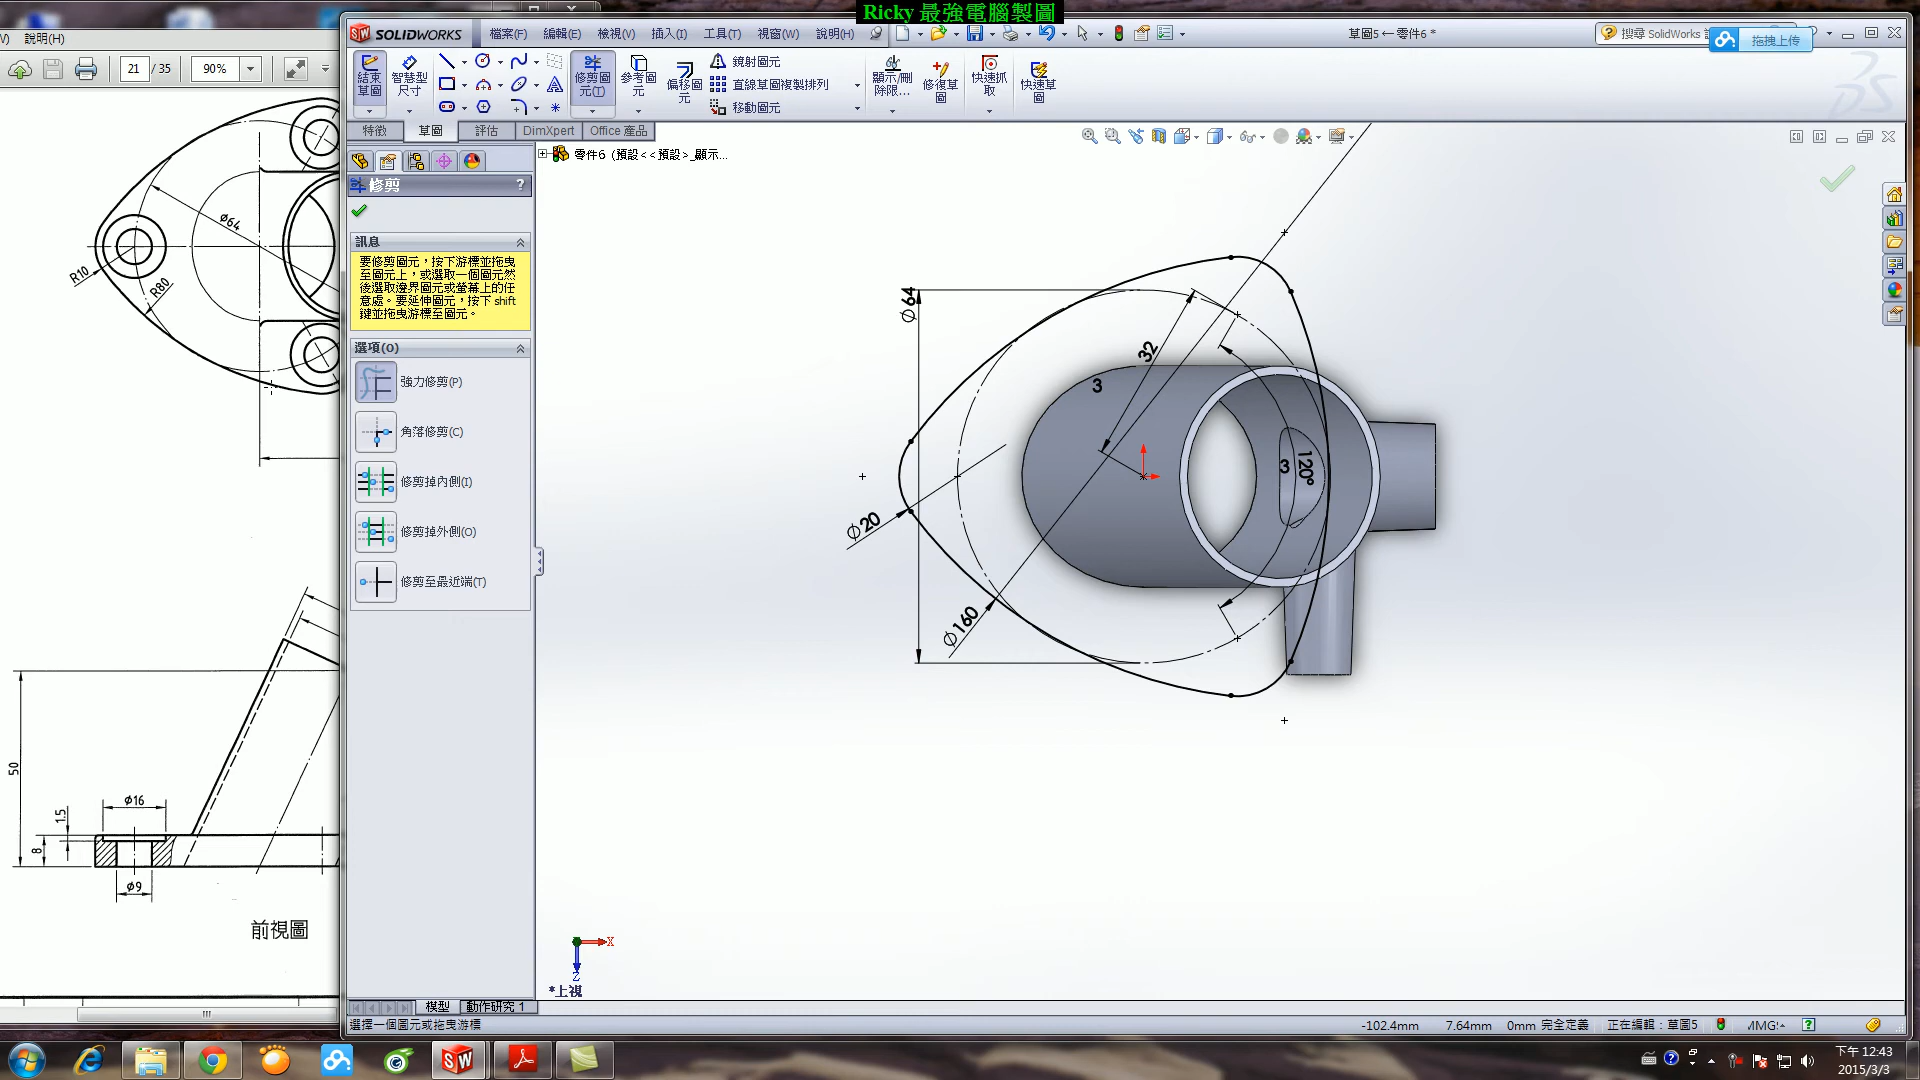 Ricky 最強電腦製圖
V) 說明(H)
21 / 35
90%
SOLIDWORKS
檔案(F)
編輯(E)
檢視(V)
插入(I)
工具(T)
視窗(W)
說明(H)
草圖5 ← 零件6 *
搜尋 SolidWorks
拖拽上传
結束草圖
智慧型尺寸
修剪圖元(T)
參考圖元
偏移圖元
鏡射圖元
直線草圖複製排列
移動圖元
顯示/刪除限...
修復草圖
快速抓取
快速草圖
特徵
草圖
評估
DimXpert
Office 產品
零件6 (預設<<預設>_顯示...
修剪
?
訊息
要修剪圖元，按下游標並拖曳
至圖元上，或選取一個圖元然
後選取邊界圖元或螢幕上的任
意處。要延伸圖元，按下 shift
鍵並拖曳游標至圖元。
選項(O)
強力修剪(P)
角落修剪(C)
修剪掉內側(I)
修剪掉外側(O)
修剪至最近端(T)
Ø64
32
3
3
120°
Ø20
Ø160
X
Z
*上視
ø64
R10
R80
50
ø16
1.5
8
ø9
前視圖
模型
動作研究 1
選擇一個圖元或拖曳游標
-102.4mm
7.64mm
0mm
完全定義
正在編輯：草圖5
下午 12:43
2015/3/3